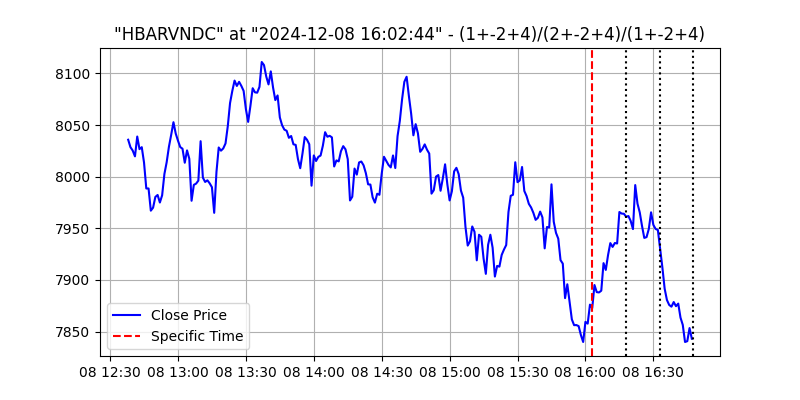 "HBARVNDC" at "2024-12-08 16:02:44" - (1+-2+4)/(2+-2+4)/(1+-2+4)
8100
8050
8000
7950
7900
7850
Close Price
Specific Time
08 12:30 08 13:00 08 13:30 08 14:00 08 14:30 08 15:00 08 15:30 08 16:00 08 16:30